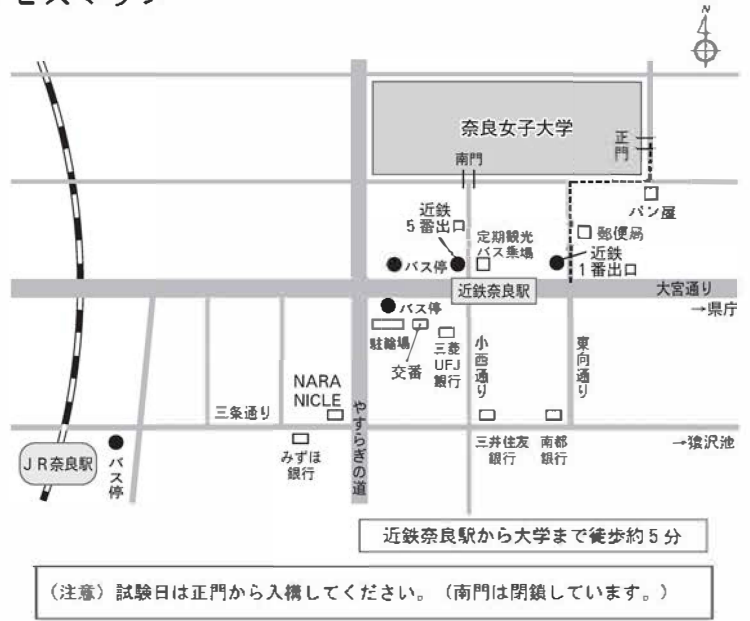 N
奈良女子大学
正門
南門
パン屋
近鉄
5番出口
定期観光
バス乗場
郵便局
近鉄
1番出口
バス停
近鉄奈良駅
大宮通り
→県庁
バス停
駐輪場
交番
三菱
UFJ
銀行
小西通り
東向通り
NARA
NICLE
三条通り
やすらぎの道
みずほ
銀行
三井住友
銀行
南都
銀行
→猿沢池
JR奈良駅
バス停
近鉄奈良駅から大学まで徒歩約5分
(注意)試験日は正門から入構してください。(南門は閉鎖しています。)